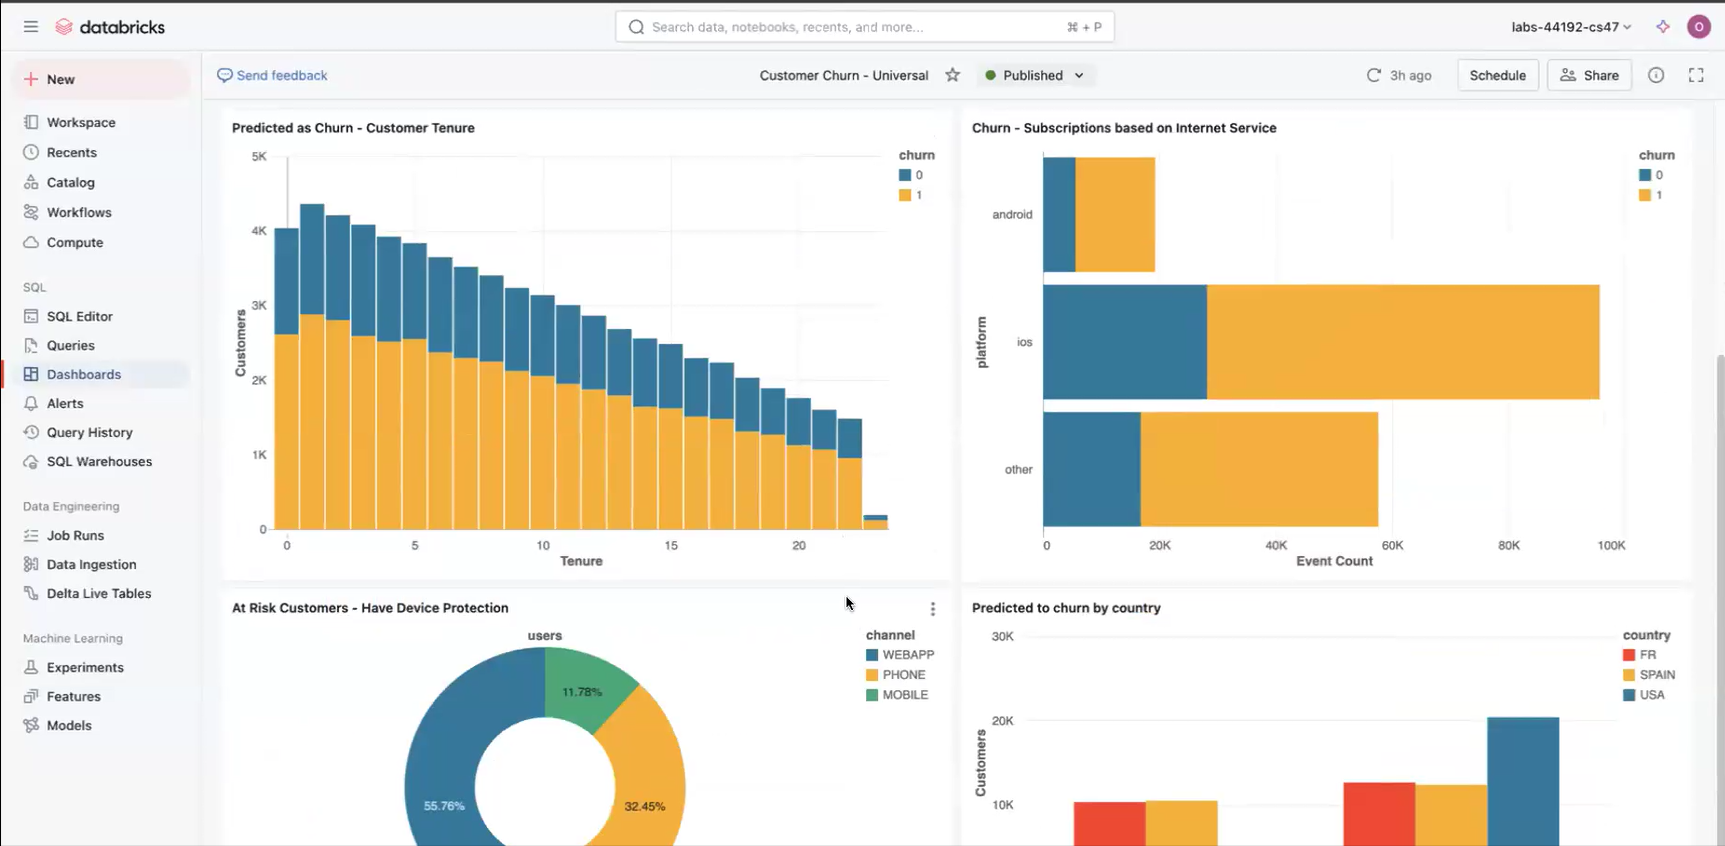 databricks
Search data, notebooks, recents, and more...
⌘ + P
labs-44192-cs47
O
New
Workspace
Recents
Catalog
Workflows
Compute
SQL
SQL Editor
Queries
Dashboards
Alerts
Query History
SQL Warehouses
Data Engineering
Job Runs
Data Ingestion
Delta Live Tables
Machine Learning
Experiments
Features
Models
Send feedback
Customer Churn - Universal
Published
3h ago
Schedule
Share
Predicted as Churn - Customer Tenure
churn
0
1
5K
4K
3K
2K
1K
0
Customers
0 5 10 15 20
Tenure
Churn - Subscriptions based on Internet Service
churn
0
1
android
ios
other
platform
0 20K 40K 60K 80K 100K
Event Count
At Risk Customers - Have Device Protection
users
channel
WEBAPP
PHONE
MOBILE
11.78%
55.76%
32.45%
Predicted to churn by country
country
FR
SPAIN
USA
30K
20K
10K
Customers